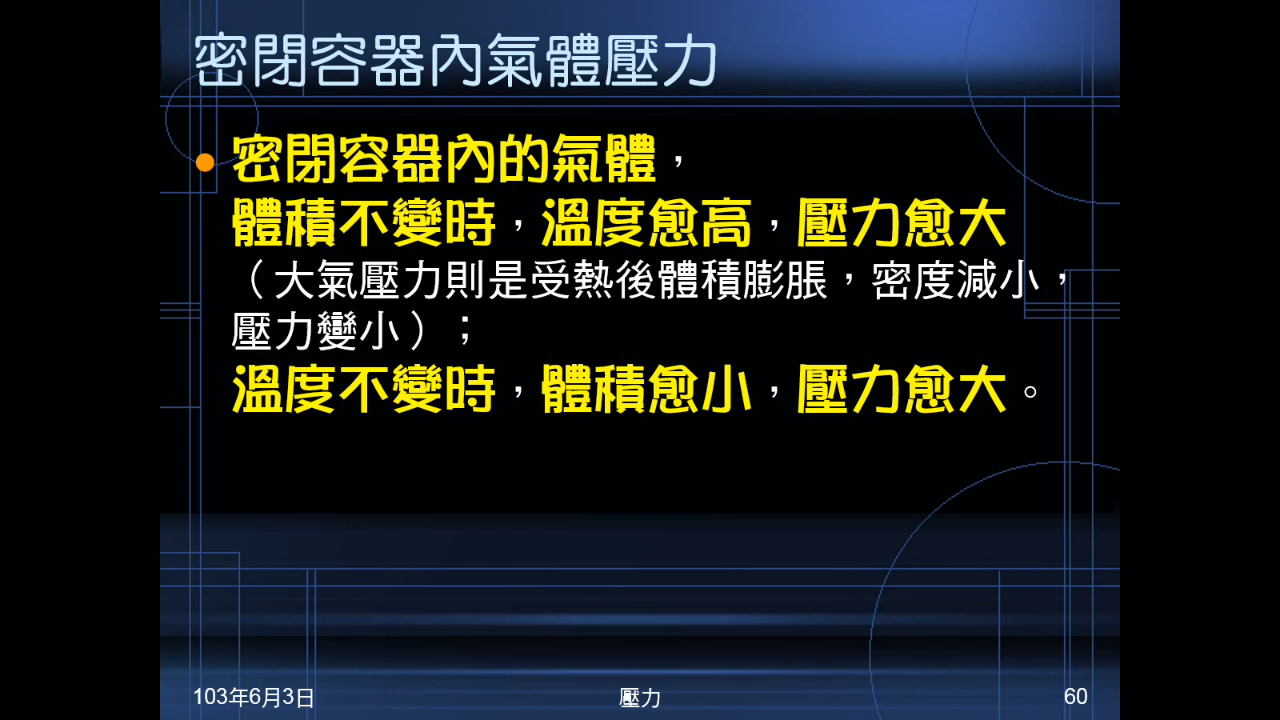 密閉容器內氣體壓力
密閉容器內的氣體，
體積不變時，溫度愈高，壓力愈大
（大氣壓力則是受熱後體積膨脹，密度減小，
壓力變小）；
溫度不變時，體積愈小，壓力愈大。
103年6月3日
壓力
60